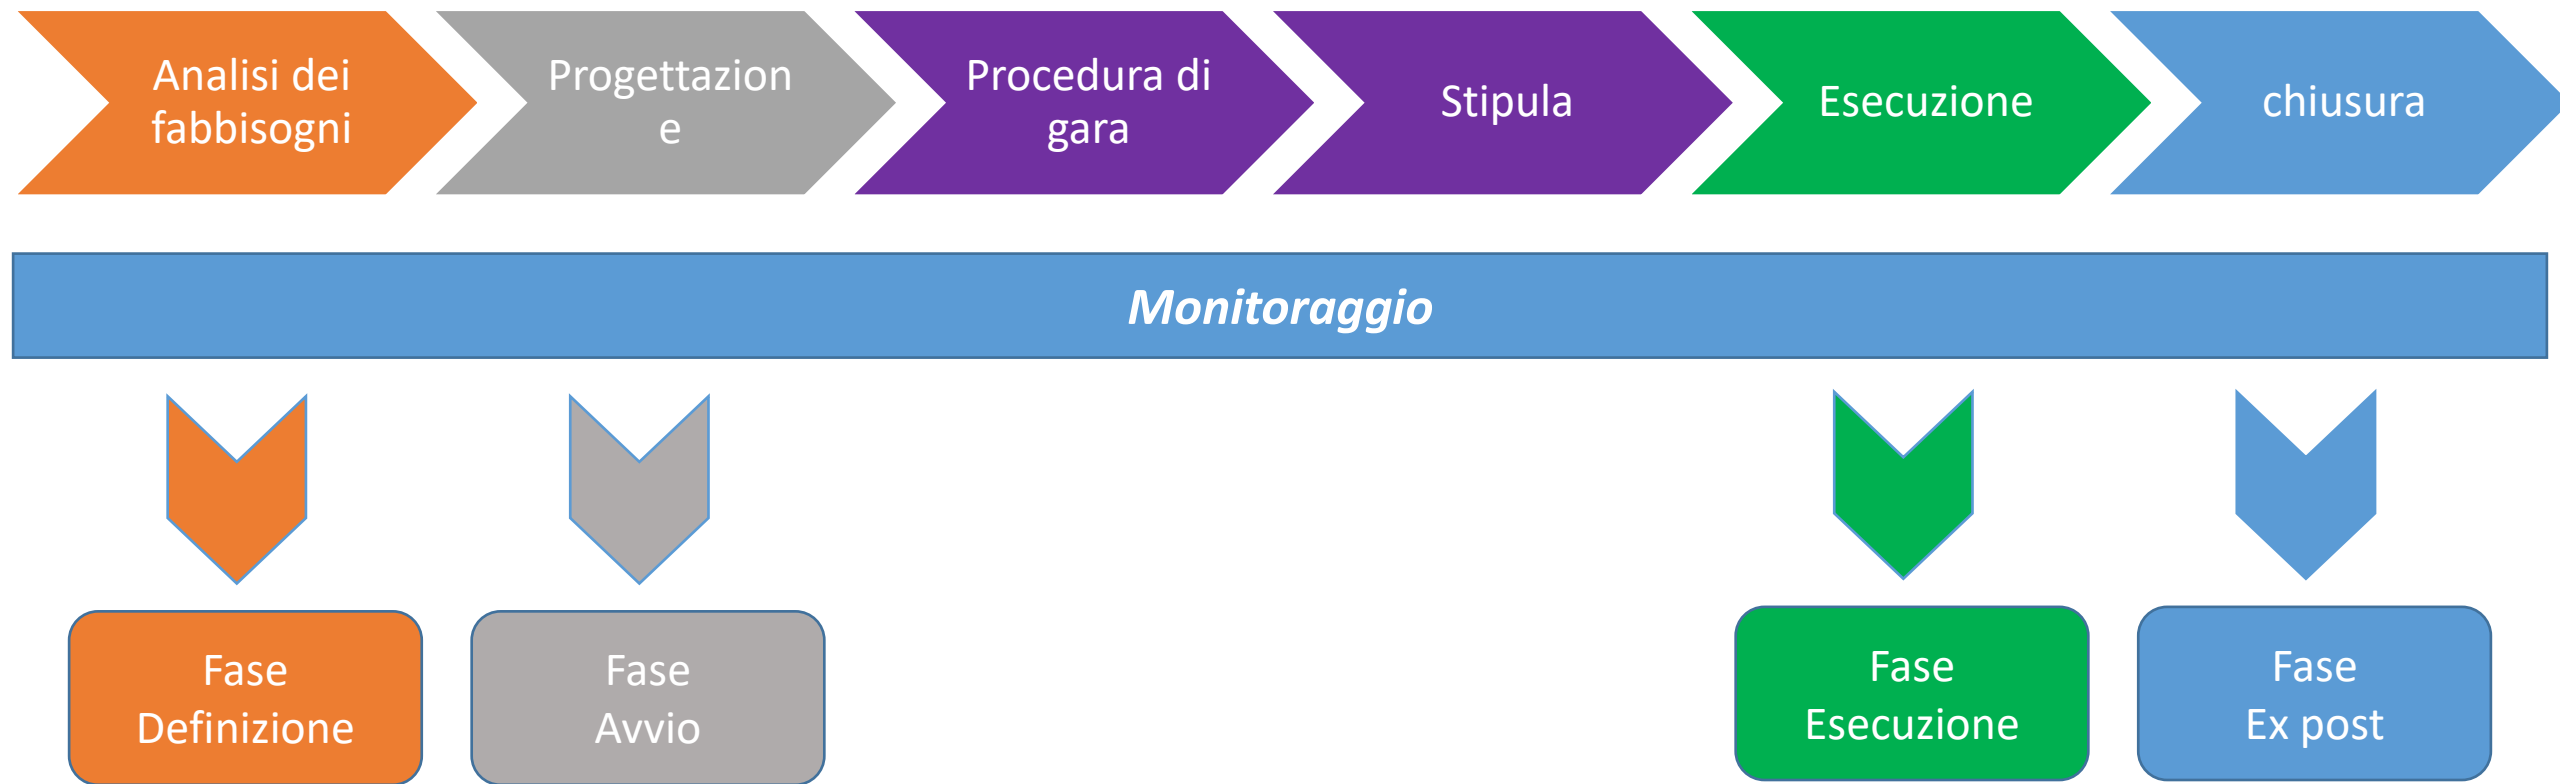 Analisi dei
fabbisogni
Progettazion
e
Procedura di
gara
Stipula
Esecuzione
chiusura
Monitoraggio
Fase
Definizione
Fase
Avvio
Fase
Esecuzione
Fase
Ex post